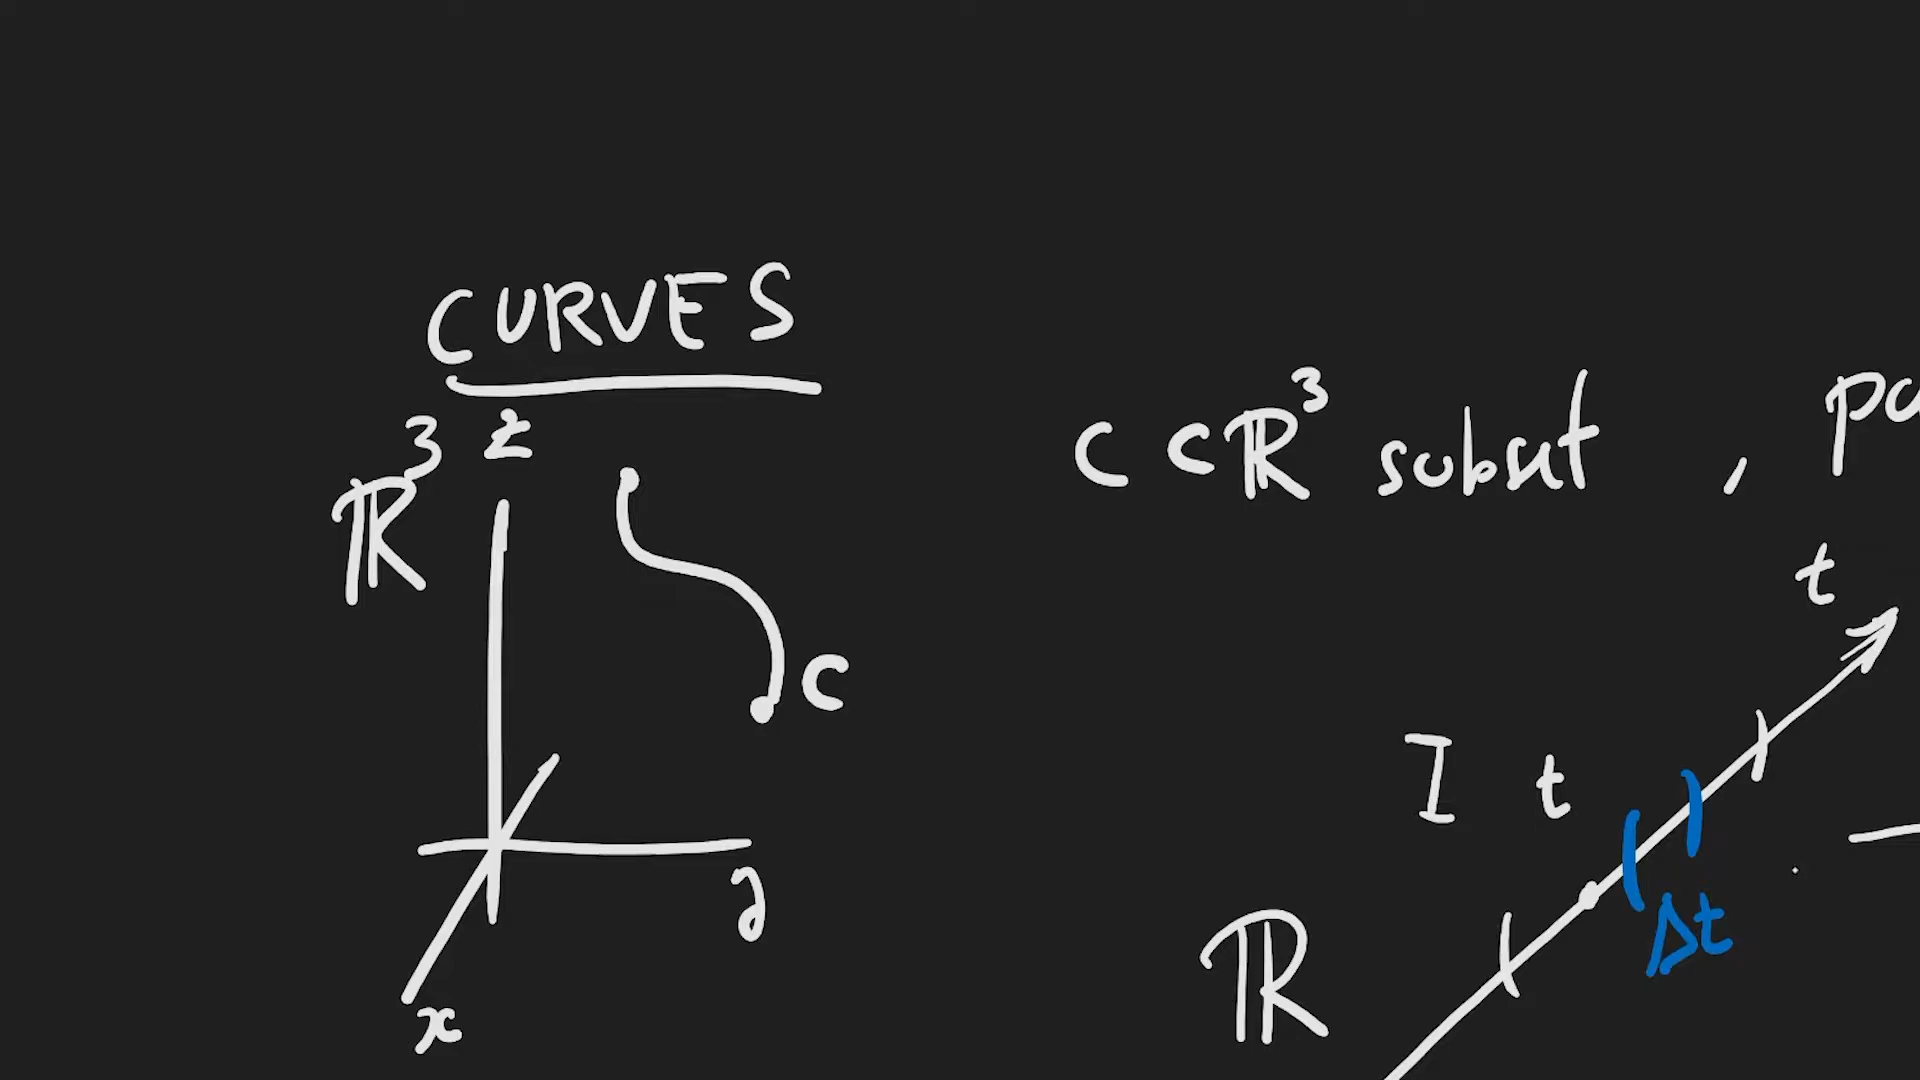 CURVES
ℝ³ z
C
y
x
C ⊂ ℝ³ subset, pa
t
I t
Δt
ℝ